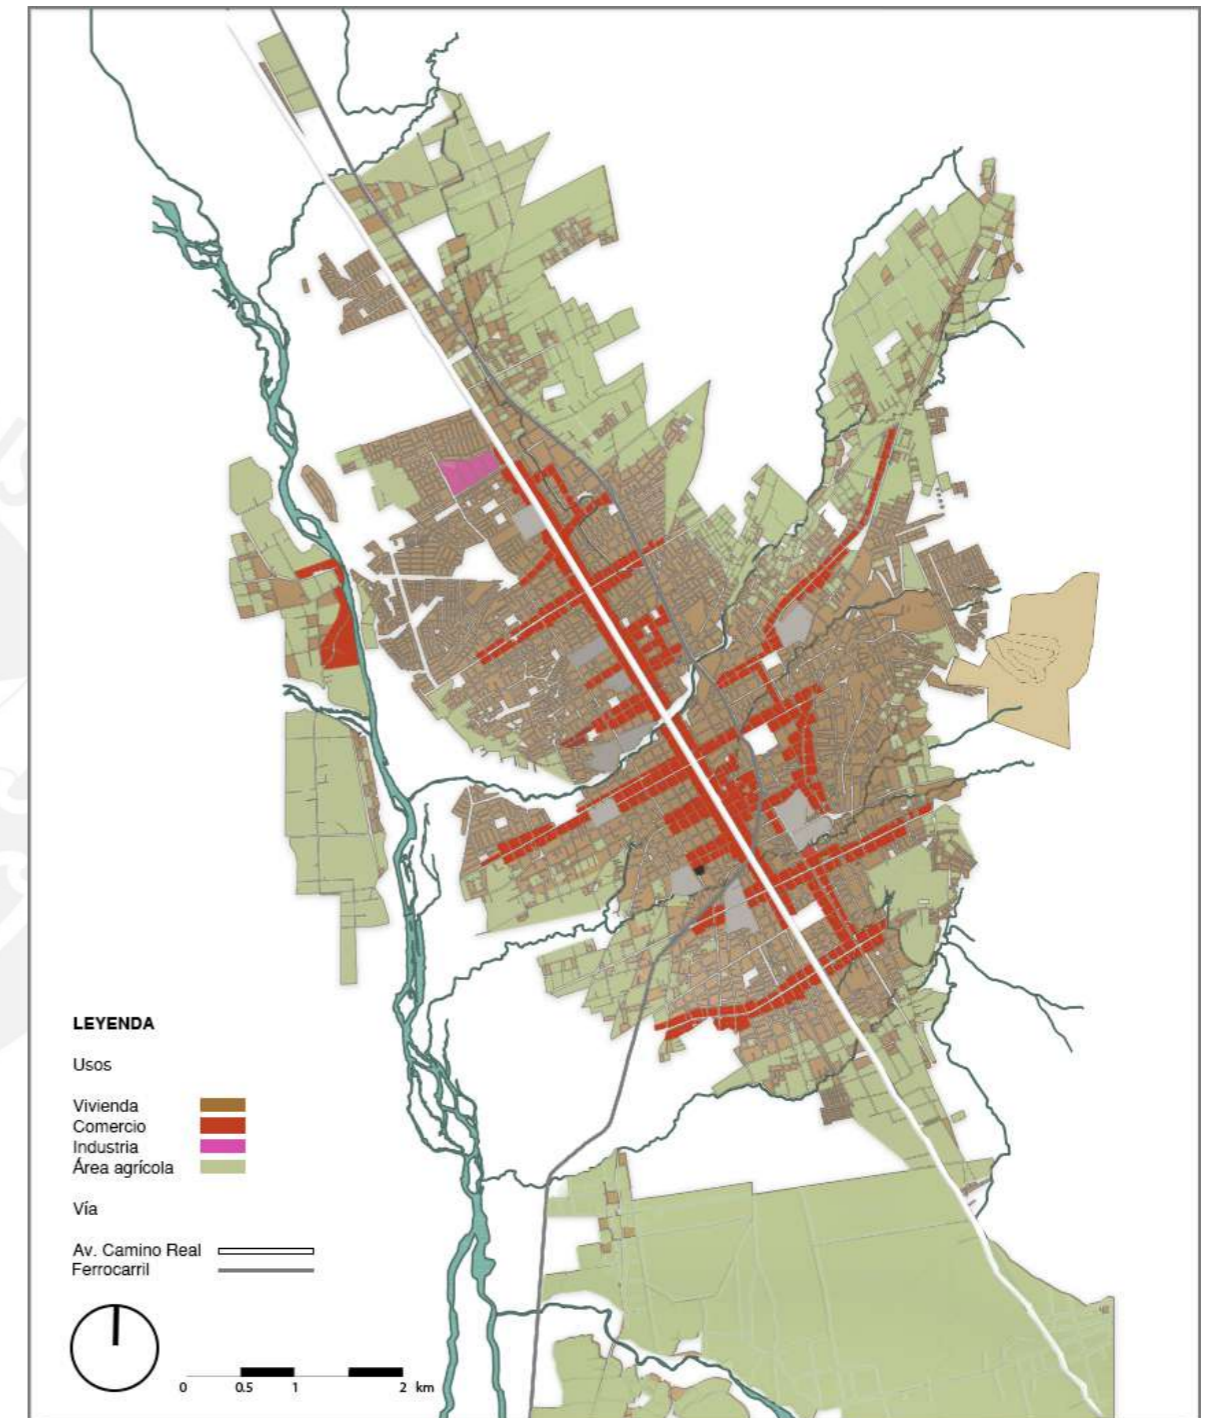 LEYENDA
Usos
Vivienda
Comercio
Industria
Área agrícola
Vía
Av. Camino Real
Ferrocarril
0 0.5 1 2 km